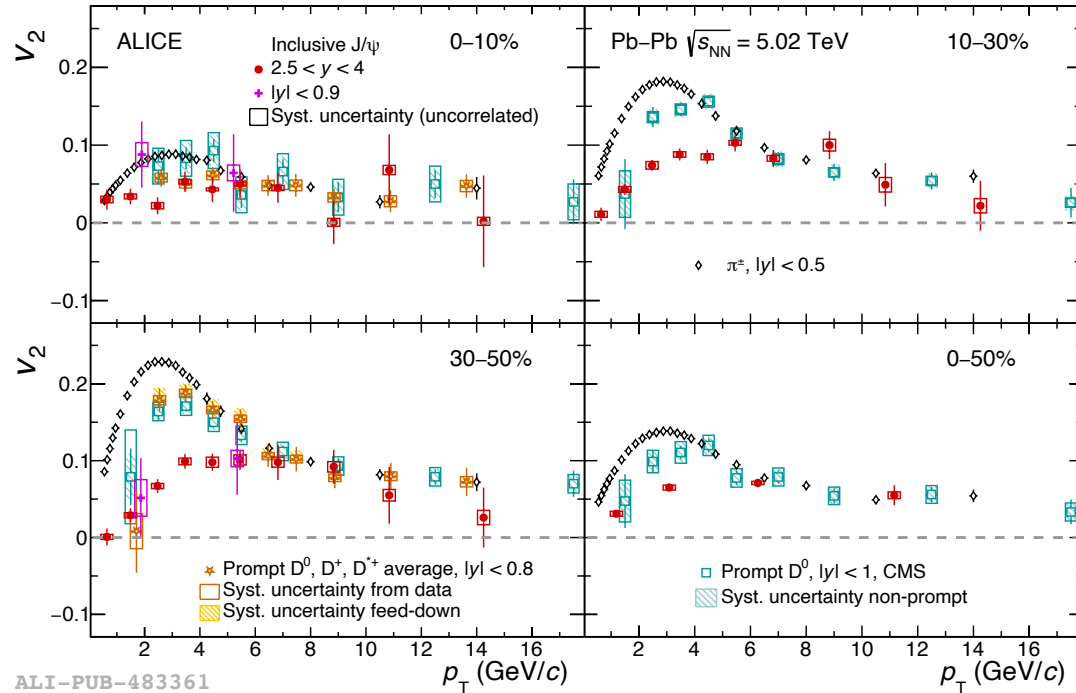 ALICE
0–10%
Inclusive J/ψ
2.5 < y < 4
|y| < 0.9
Syst. uncertainty (uncorrelated)
Pb–Pb √sNN = 5.02 TeV
10–30%
π±, |y| < 0.5
v2
0.2
0.1
0
−0.1
30–50%
Prompt D0, D+, D*+ average, |y| < 0.8
Syst. uncertainty from data
Syst. uncertainty feed-down
0–50%
Prompt D0, |y| < 1, CMS
Syst. uncertainty non-prompt
v2
0.2
0.1
0
−0.1
2 4 6 8 10 12 14 16
2 4 6 8 10 12 14 16
pT (GeV/c)
pT (GeV/c)
ALI-PUB-483361